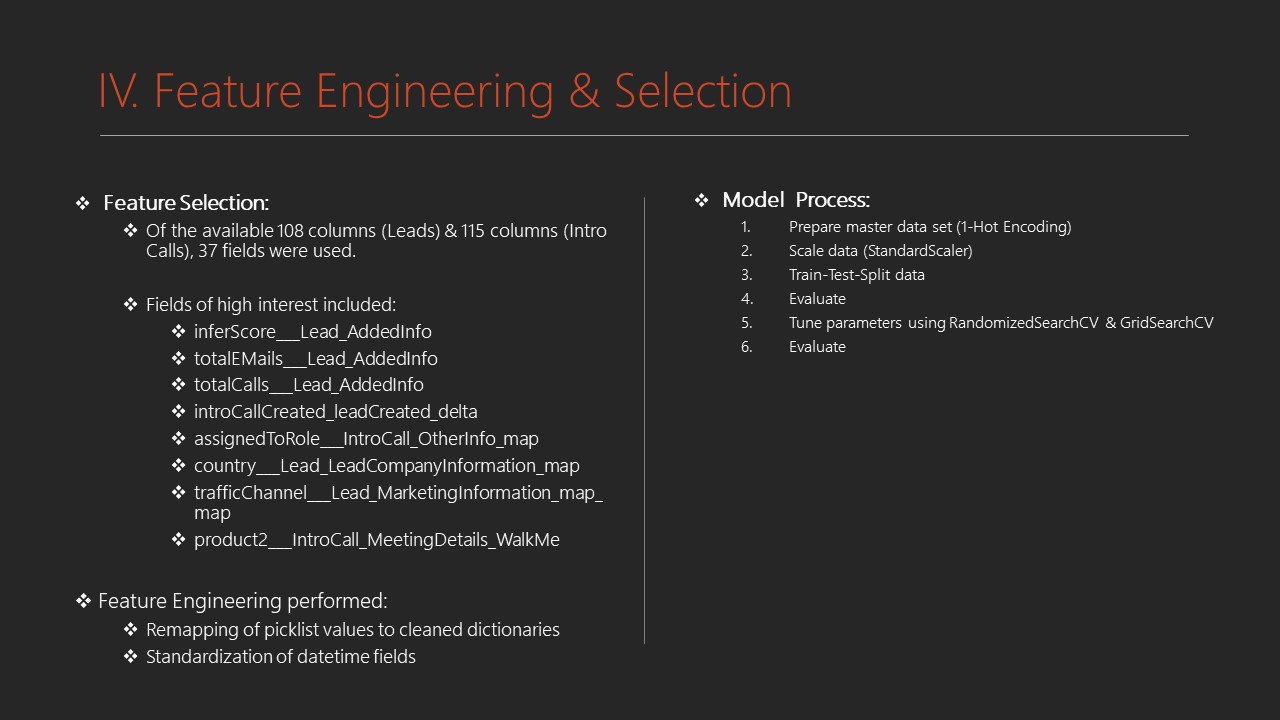 IV. Feature Engineering & Selection
❖ Feature Selection:
❖ Of the available 108 columns (Leads) & 115 columns (Intro
Calls), 37 fields were used.
❖ Fields of high interest included:
❖ inferScore___Lead_AddedInfo
❖ totalEMails___Lead_AddedInfo
❖ totalCalls___Lead_AddedInfo
❖ introCallCreated_leadCreated_delta
❖ assignedToRole___IntroCall_OtherInfo_map
❖ country___Lead_LeadCompanyInformation_map
❖ trafficChannel___Lead_MarketingInformation_map_
map
❖ product2___IntroCall_MeetingDetails_WalkMe
❖ Feature Engineering performed:
❖ Remapping of picklist values to cleaned dictionaries
❖ Standardization of datetime fields
❖ Model Process:
1. Prepare master data set (1-Hot Encoding)
2. Scale data (StandardScaler)
3. Train-Test-Split data
4. Evaluate
5. Tune parameters using RandomizedSearchCV & GridSearchCV
6. Evaluate